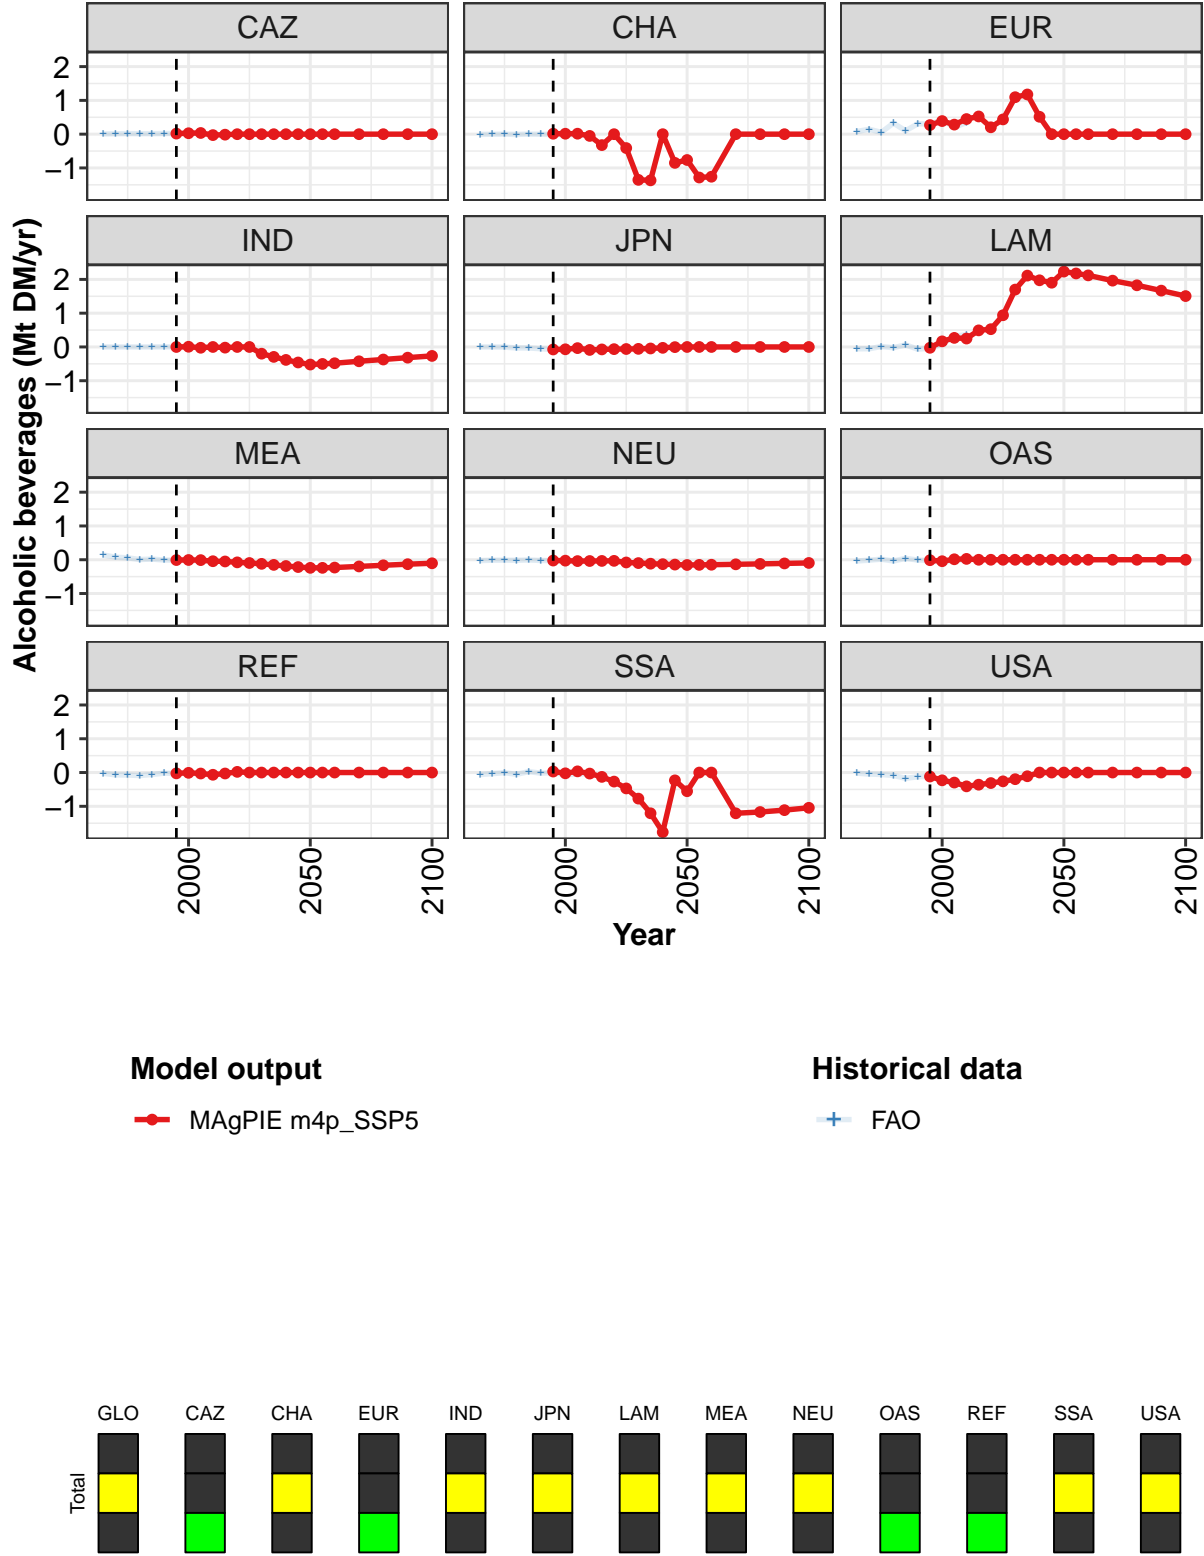 CAZ CHA EUR
2
1
0
−1
IND JPN LAM
2
1
0
−1
MEA NEU OAS
2
1
0
−1
REF SSA USA
2
1
0
−1
Alcoholic beverages (Mt DM/yr)
2000 2050 2100 2000 2050 2100 2000 2050 2100
Year
Model output
MAgPIE m4p_SSP5
Historical data
FAO
GLO CAZ CHA EUR IND JPN LAM MEA NEU OAS REF SSA USA
Total